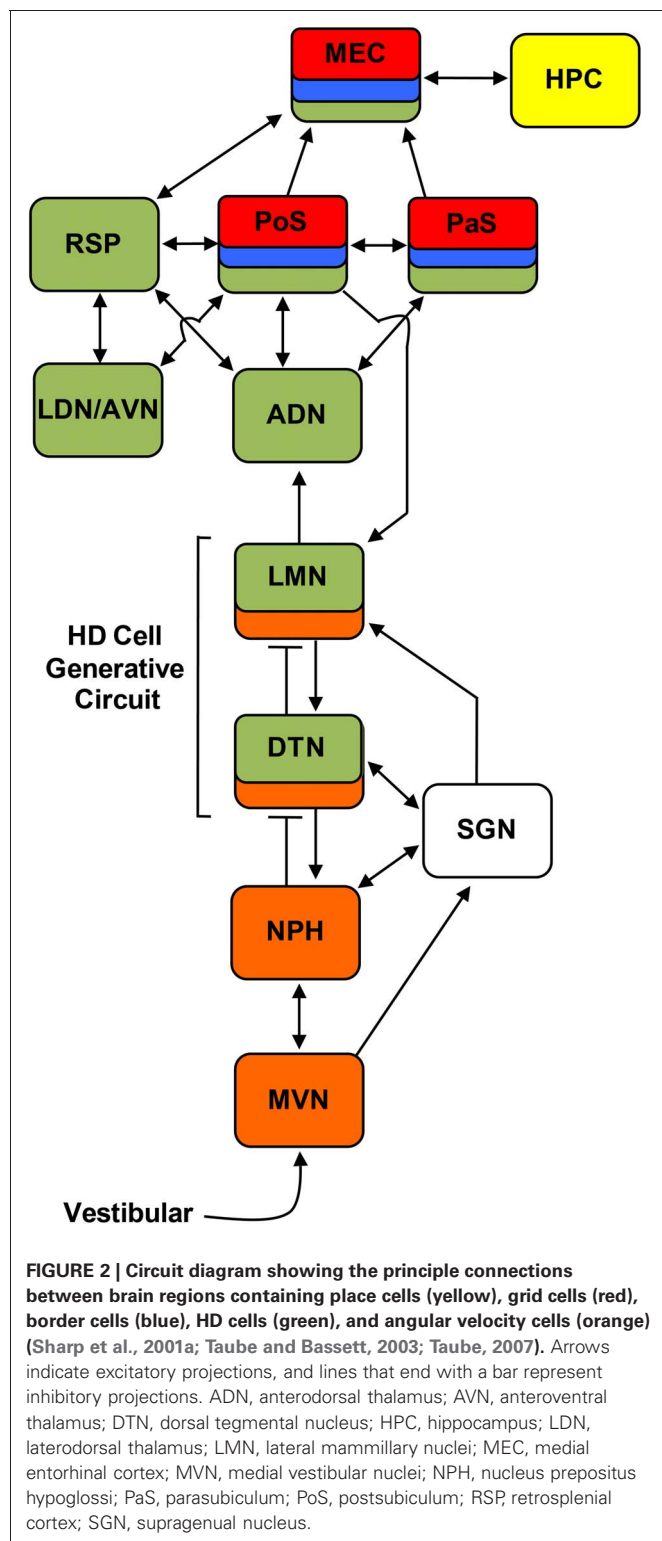 MEC
HPC
RSP
PoS
PaS
LDN/AVN
ADN
LMN
HD Cell
Generative
Circuit
DTN
SGN
NPH
MVN
Vestibular
FIGURE 2 | Circuit diagram showing the principle connections
between brain regions containing place cells (yellow), grid cells (red),
border cells (blue), HD cells (green), and angular velocity cells (orange)
(Sharp et al., 2001a; Taube and Bassett, 2003; Taube, 2007). Arrows
indicate excitatory projections, and lines that end with a bar represent
inhibitory projections. ADN, anterodorsal thalamus; AVN, anteroventral
thalamus; DTN, dorsal tegmental nucleus; HPC, hippocampus; LDN,
laterodorsal thalamus; LMN, lateral mammillary nuclei; MEC, medial
entorhinal cortex; MVN, medial vestibular nuclei; NPH, nucleus prepositus
hypoglossi; PaS, parasubiculum; PoS, postsubiculum; RSP, retrosplenial
cortex; SGN, supragenual nucleus.